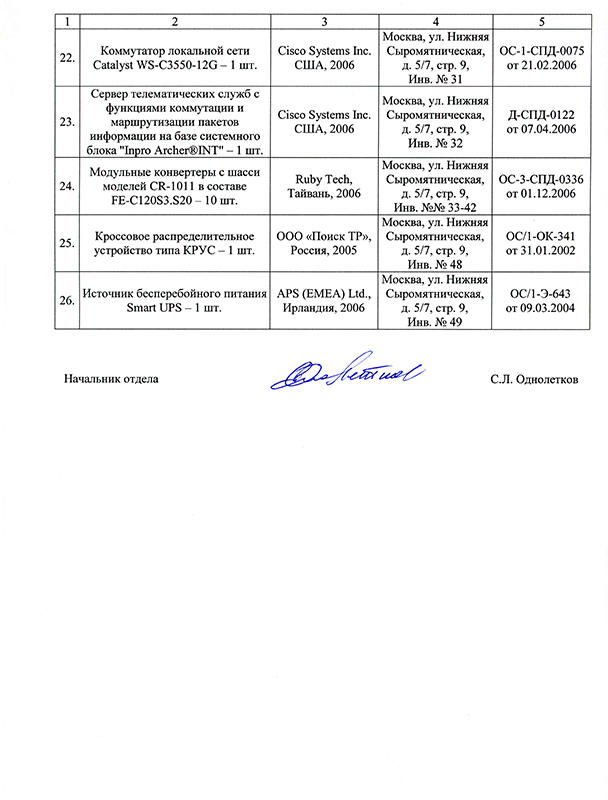 1 2 3 4 5
22. Коммутатор локальной сети Catalyst WS-C3550-12G – 1 шт. Cisco Systems Inc. США, 2006 Москва, ул. Нижняя Сыромятническая, д. 5/7, стр. 9, Инв. № 31 ОС-1-СПД-0075 от 21.02.2006
23. Сервер телематических служб с функциями коммутации и маршрутизации пакетов информации на базе системного блока "Inpro Archer®INT" – 1 шт. Cisco Systems Inc. США, 2006 Москва, ул. Нижняя Сыромятническая, д. 5/7, стр. 9, Инв. № 32 Д-СПД-0122 от 07.04.2006
24. Модульные конвертеры с шасси моделей CR-1011 в составе FE-C120S3.S20 – 10 шт. Ruby Tech, Тайвань, 2006 Москва, ул. Нижняя Сыромятническая, д. 5/7, стр. 9, Инв. №№ 33-42 ОС-3-СПД-0336 от 01.12.2006
25. Кроссовое распределительное устройство типа КРУС – 1 шт. ООО «Поиск ТР», Россия, 2005 Москва, ул. Нижняя Сыромятническая, д. 5/7, стр. 9, Инв. № 48 ОС/1-ОК-341 от 31.01.2002
26. Источник бесперебойного питания Smart UPS – 1 шт. APS (EMEA) Ltd., Ирландия, 2006 Москва, ул. Нижняя Сыромятническая, д. 5/7, стр. 9, Инв. № 49 ОС/1-Э-643 от 09.03.2004
Начальник отдела С.Л. Однолетков